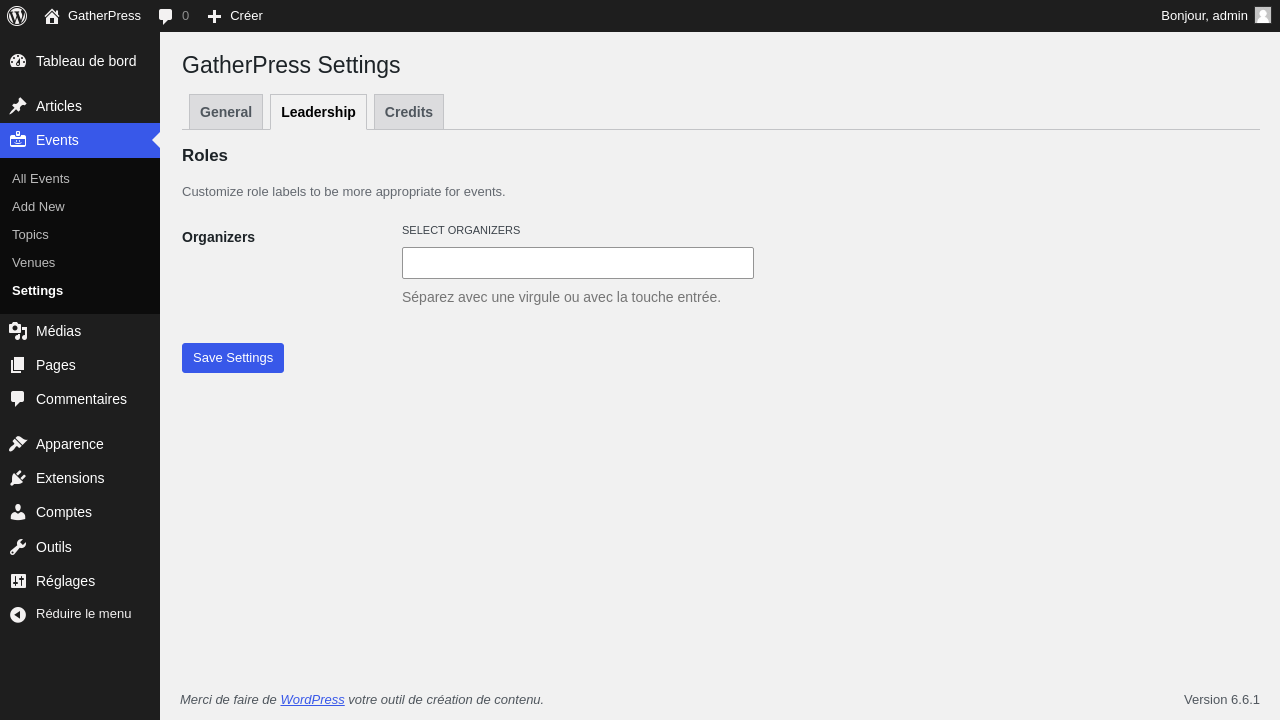 GatherPress
0
Créer
Bonjour, admin
Tableau de bord
Articles
Events
All Events
Add New
Topics
Venues
Settings
Médias
Pages
Commentaires
Apparence
Extensions
Comptes
Outils
Réglages
Réduire le menu
GatherPress Settings
General
Leadership
Credits
Roles
Customize role labels to be more appropriate for events.
Organizers
SELECT ORGANIZERS
Séparez avec une virgule ou avec la touche entrée.
Save Settings
Merci de faire de WordPress votre outil de création de contenu.
Version 6.6.1